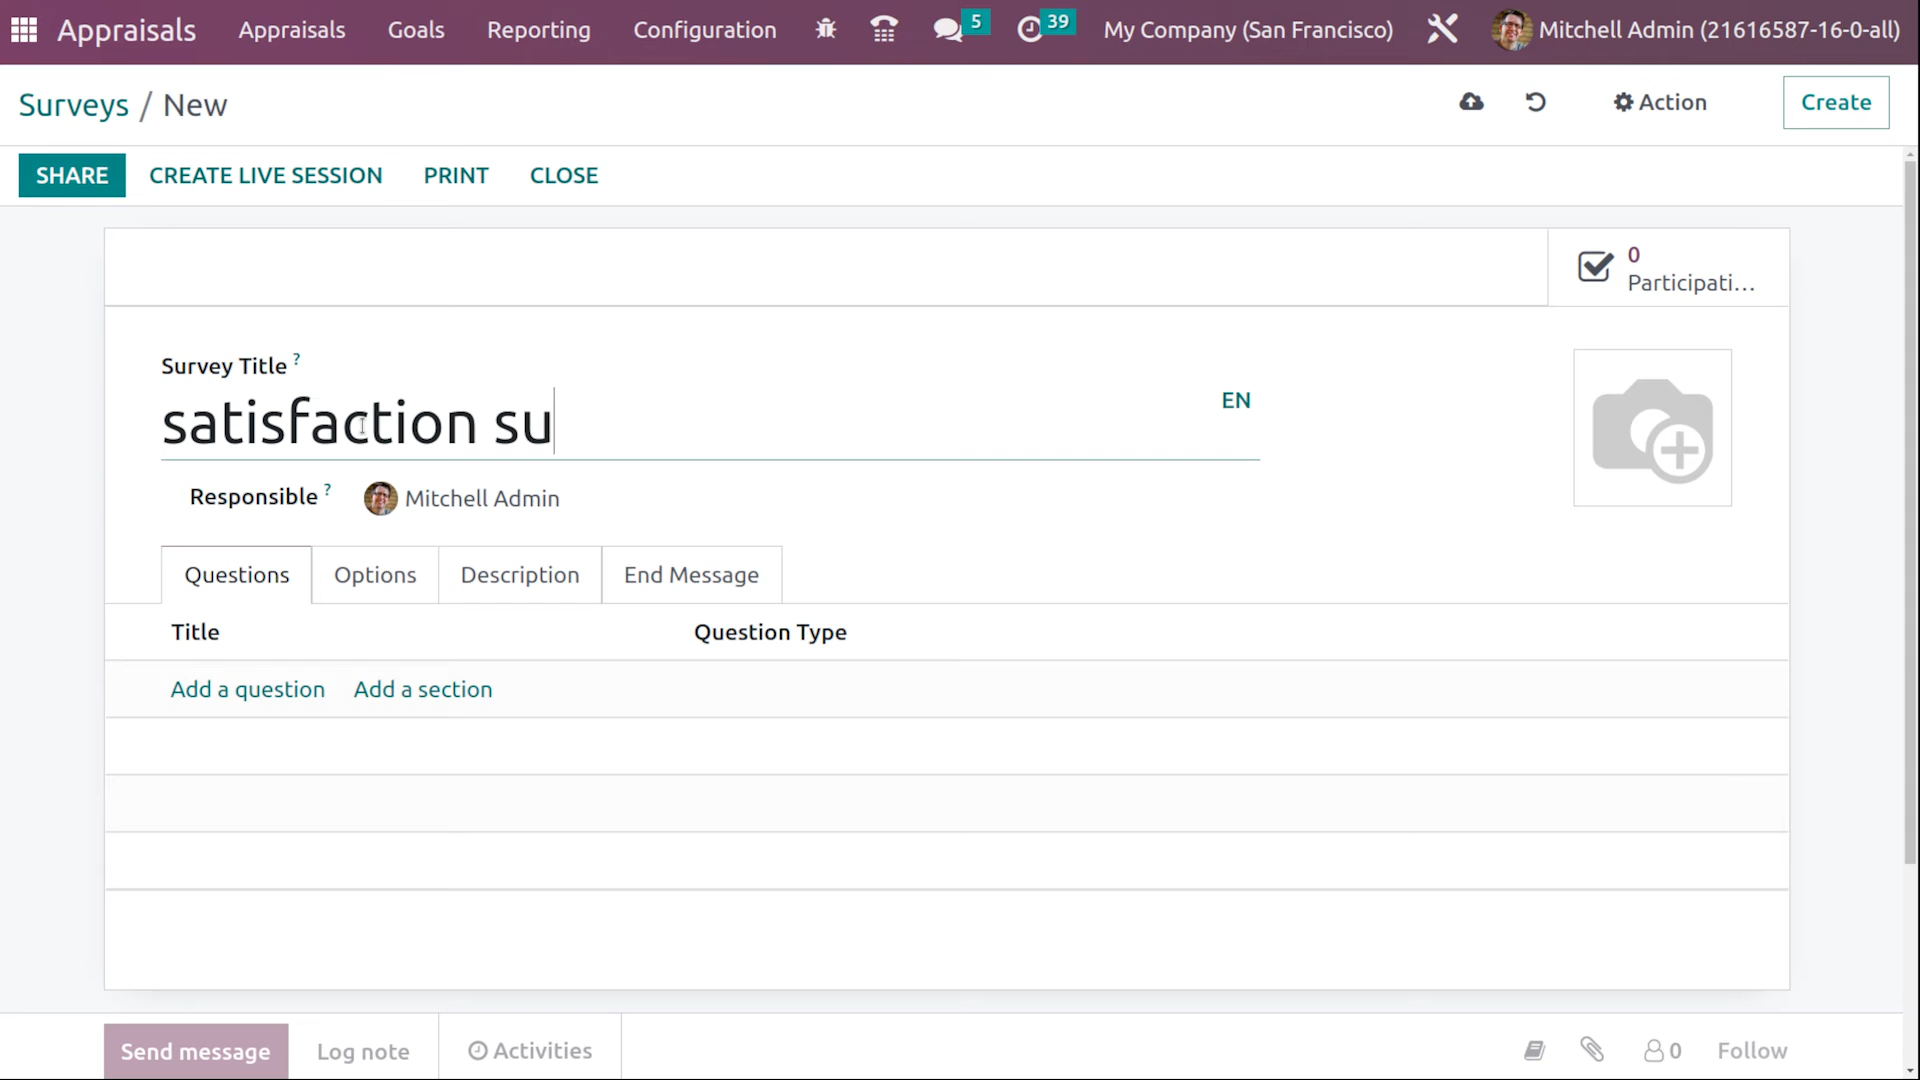 Appraisals Appraisals Goals Reporting Configuration 5 39 My Company (San Francisco) Mitchell Admin (21616587-16-0-all)
Surveys / New Action Create
SHARE CREATE LIVE SESSION PRINT CLOSE
0
Participati...
Survey Title ?
satisfaction su EN
Responsible ? Mitchell Admin
Questions Options Description End Message
Title Question Type
Add a question Add a section
Send message Log note Activities 0 Follow